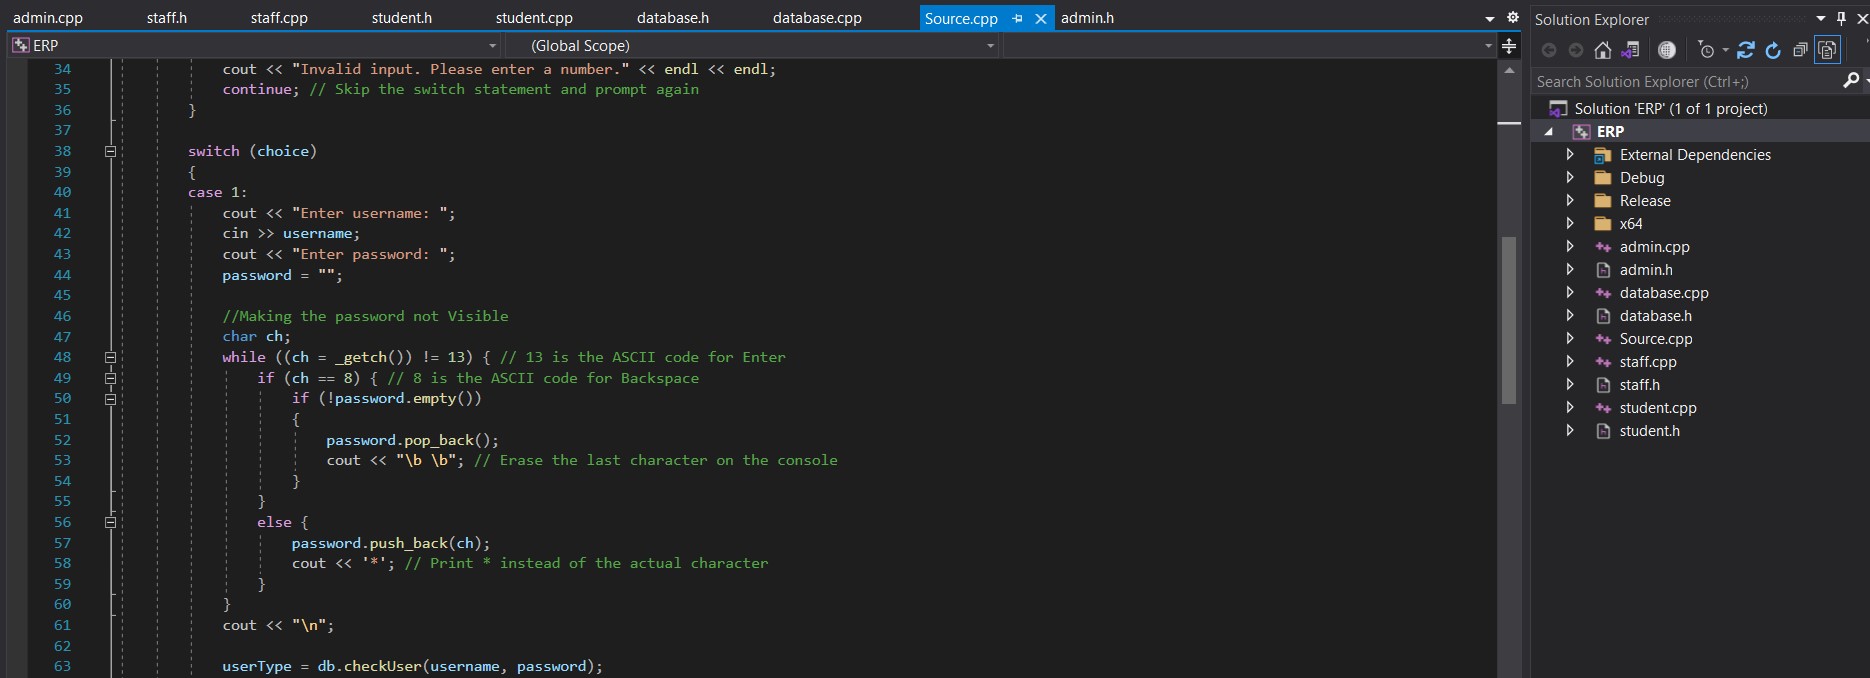 admin.cpp staff.h staff.cpp student.h student.cpp database.h database.cpp Source.cpp admin.h
ERP (Global Scope)
34 cout << "Invalid input. Please enter a number." << endl << endl;
35 continue; // Skip the switch statement and prompt again
36 }
37
38 switch (choice)
39 {
40 case 1:
41 cout << "Enter username: ";
42 cin >> username;
43 cout << "Enter password: ";
44 password = "";
45
46 //Making the password not Visible
47 char ch;
48 while ((ch = _getch()) != 13) { // 13 is the ASCII code for Enter
49 if (ch == 8) { // 8 is the ASCII code for Backspace
50 if (!password.empty())
51 {
52 password.pop_back();
53 cout << "\b \b"; // Erase the last character on the console
54 }
55 }
56 else {
57 password.push_back(ch);
58 cout << '*'; // Print * instead of the actual character
59 }
60 }
61 cout << "\n";
62
63 userType = db.checkUser(username, password);
Solution Explorer
Search Solution Explorer (Ctrl+;)
Solution 'ERP' (1 of 1 project)
ERP
External Dependencies
Debug
Release
x64
admin.cpp
admin.h
database.cpp
database.h
Source.cpp
staff.cpp
staff.h
student.cpp
student.h